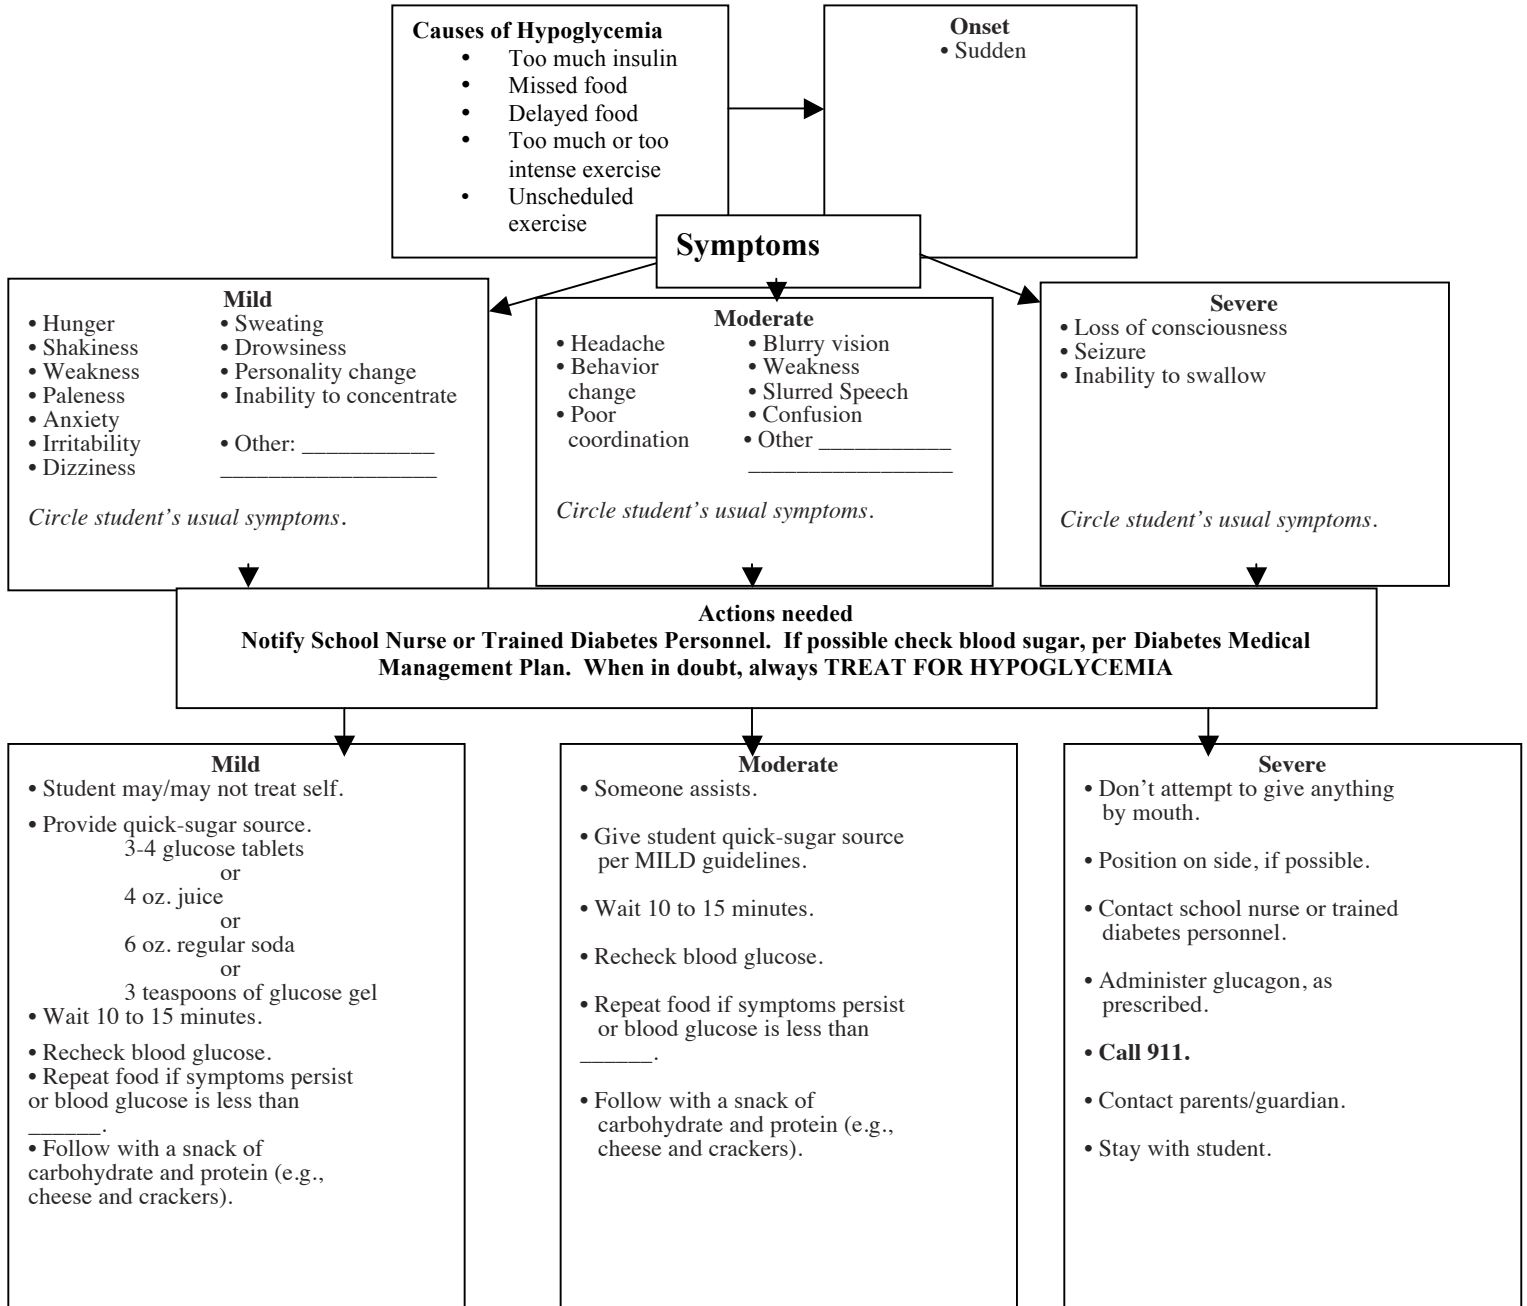 Causes of Hypoglycemia
• Too much insulin
• Missed food
• Delayed food
• Too much or too
intense exercise
• Unscheduled
exercise
Onset
• Sudden
Symptoms
Mild
• Hunger
• Shakiness
• Weakness
• Paleness
• Anxiety
• Irritability
• Dizziness
• Sweating
• Drowsiness
• Personality change
• Inability to concentrate
• Other: ___________
__________________
Circle student’s usual symptoms.
Moderate
• Headache
• Behavior
change
• Poor
coordination
• Blurry vision
• Weakness
• Slurred Speech
• Confusion
• Other ___________
_________________
Circle student’s usual symptoms.
Severe
• Loss of consciousness
• Seizure
• Inability to swallow
Circle student’s usual symptoms.
Actions needed
Notify School Nurse or Trained Diabetes Personnel. If possible check blood sugar, per Diabetes Medical
Management Plan. When in doubt, always TREAT FOR HYPOGLYCEMIA
Mild
• Student may/may not treat self.
• Provide quick-sugar source.
3-4 glucose tablets
or
4 oz. juice
or
6 oz. regular soda
or
3 teaspoons of glucose gel
• Wait 10 to 15 minutes.
• Recheck blood glucose.
• Repeat food if symptoms persist
or blood glucose is less than
______.
• Follow with a snack of
carbohydrate and protein (e.g.,
cheese and crackers).
Moderate
• Someone assists.
• Give student quick-sugar source
per MILD guidelines.
• Wait 10 to 15 minutes.
• Recheck blood glucose.
• Repeat food if symptoms persist
or blood glucose is less than
______.
• Follow with a snack of
carbohydrate and protein (e.g.,
cheese and crackers).
Severe
• Don’t attempt to give anything
by mouth.
• Position on side, if possible.
• Contact school nurse or trained
diabetes personnel.
• Administer glucagon, as
prescribed.
• Call 911.
• Contact parents/guardian.
• Stay with student.